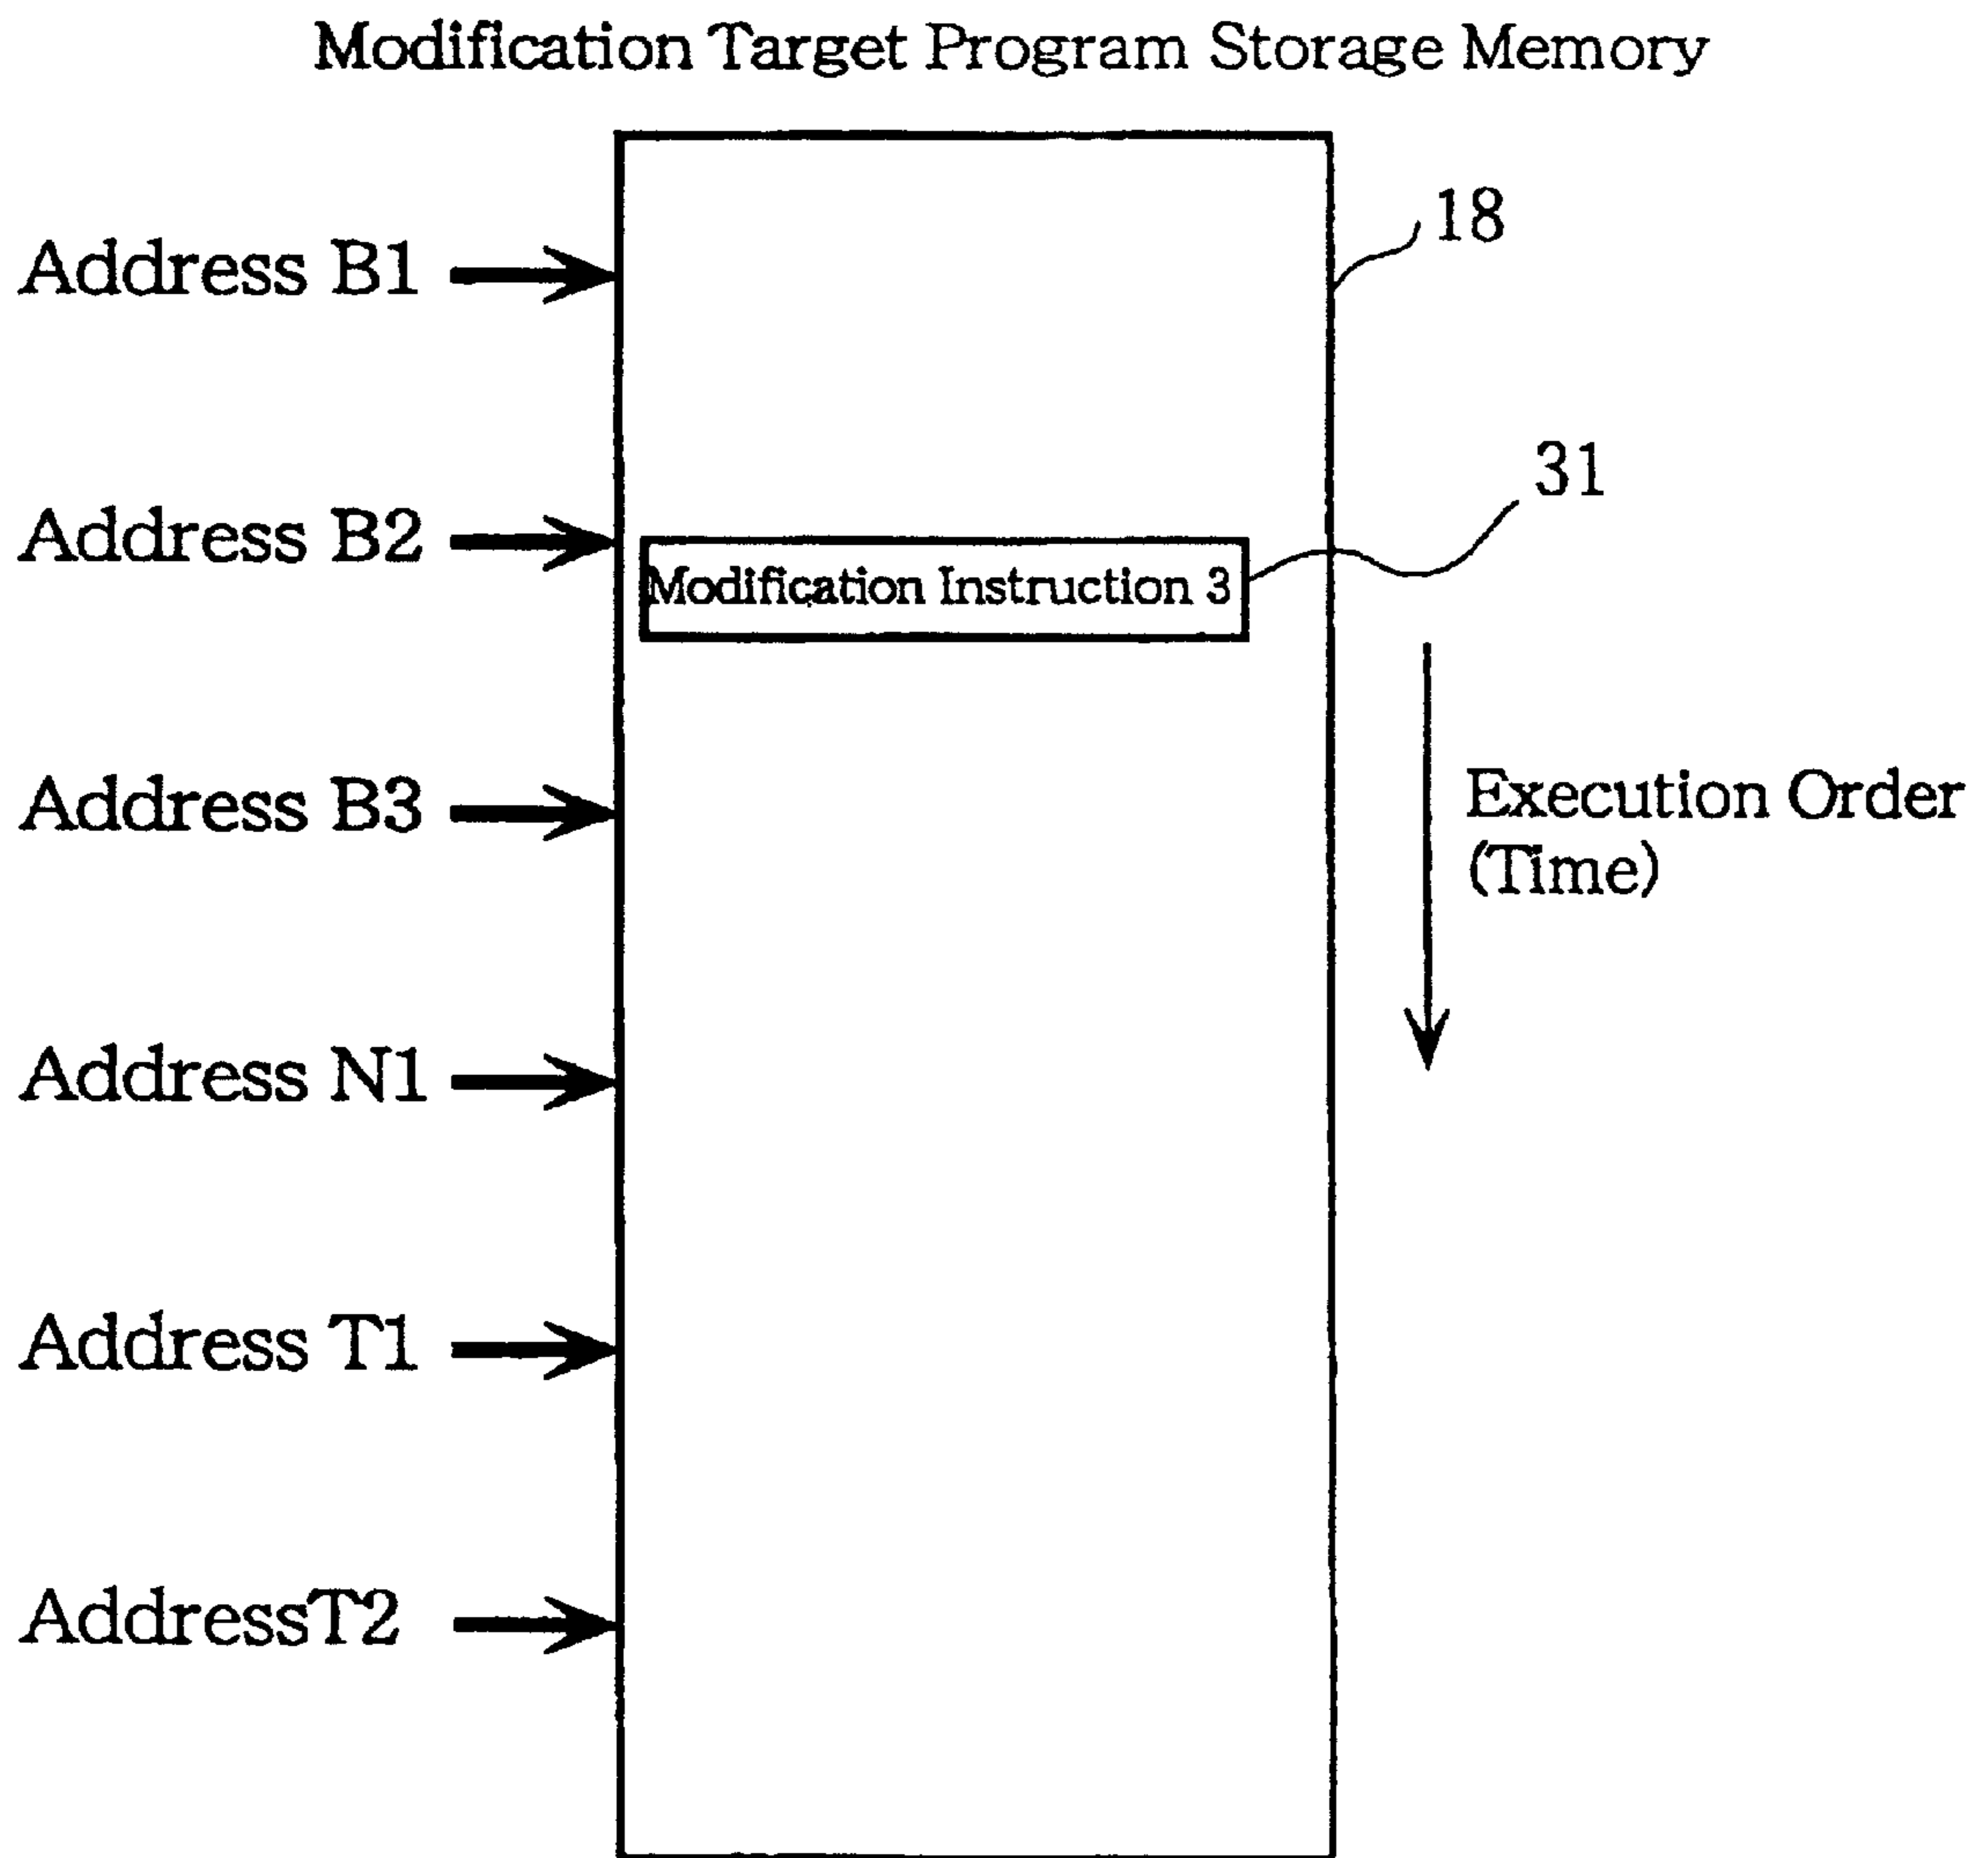 Modification Target Program Storage Memory
Address B1
18
Address B2
31
Modification Instruction 3
Address B3
Execution Order
(Time)
Address N1
Address T1
AddressT2